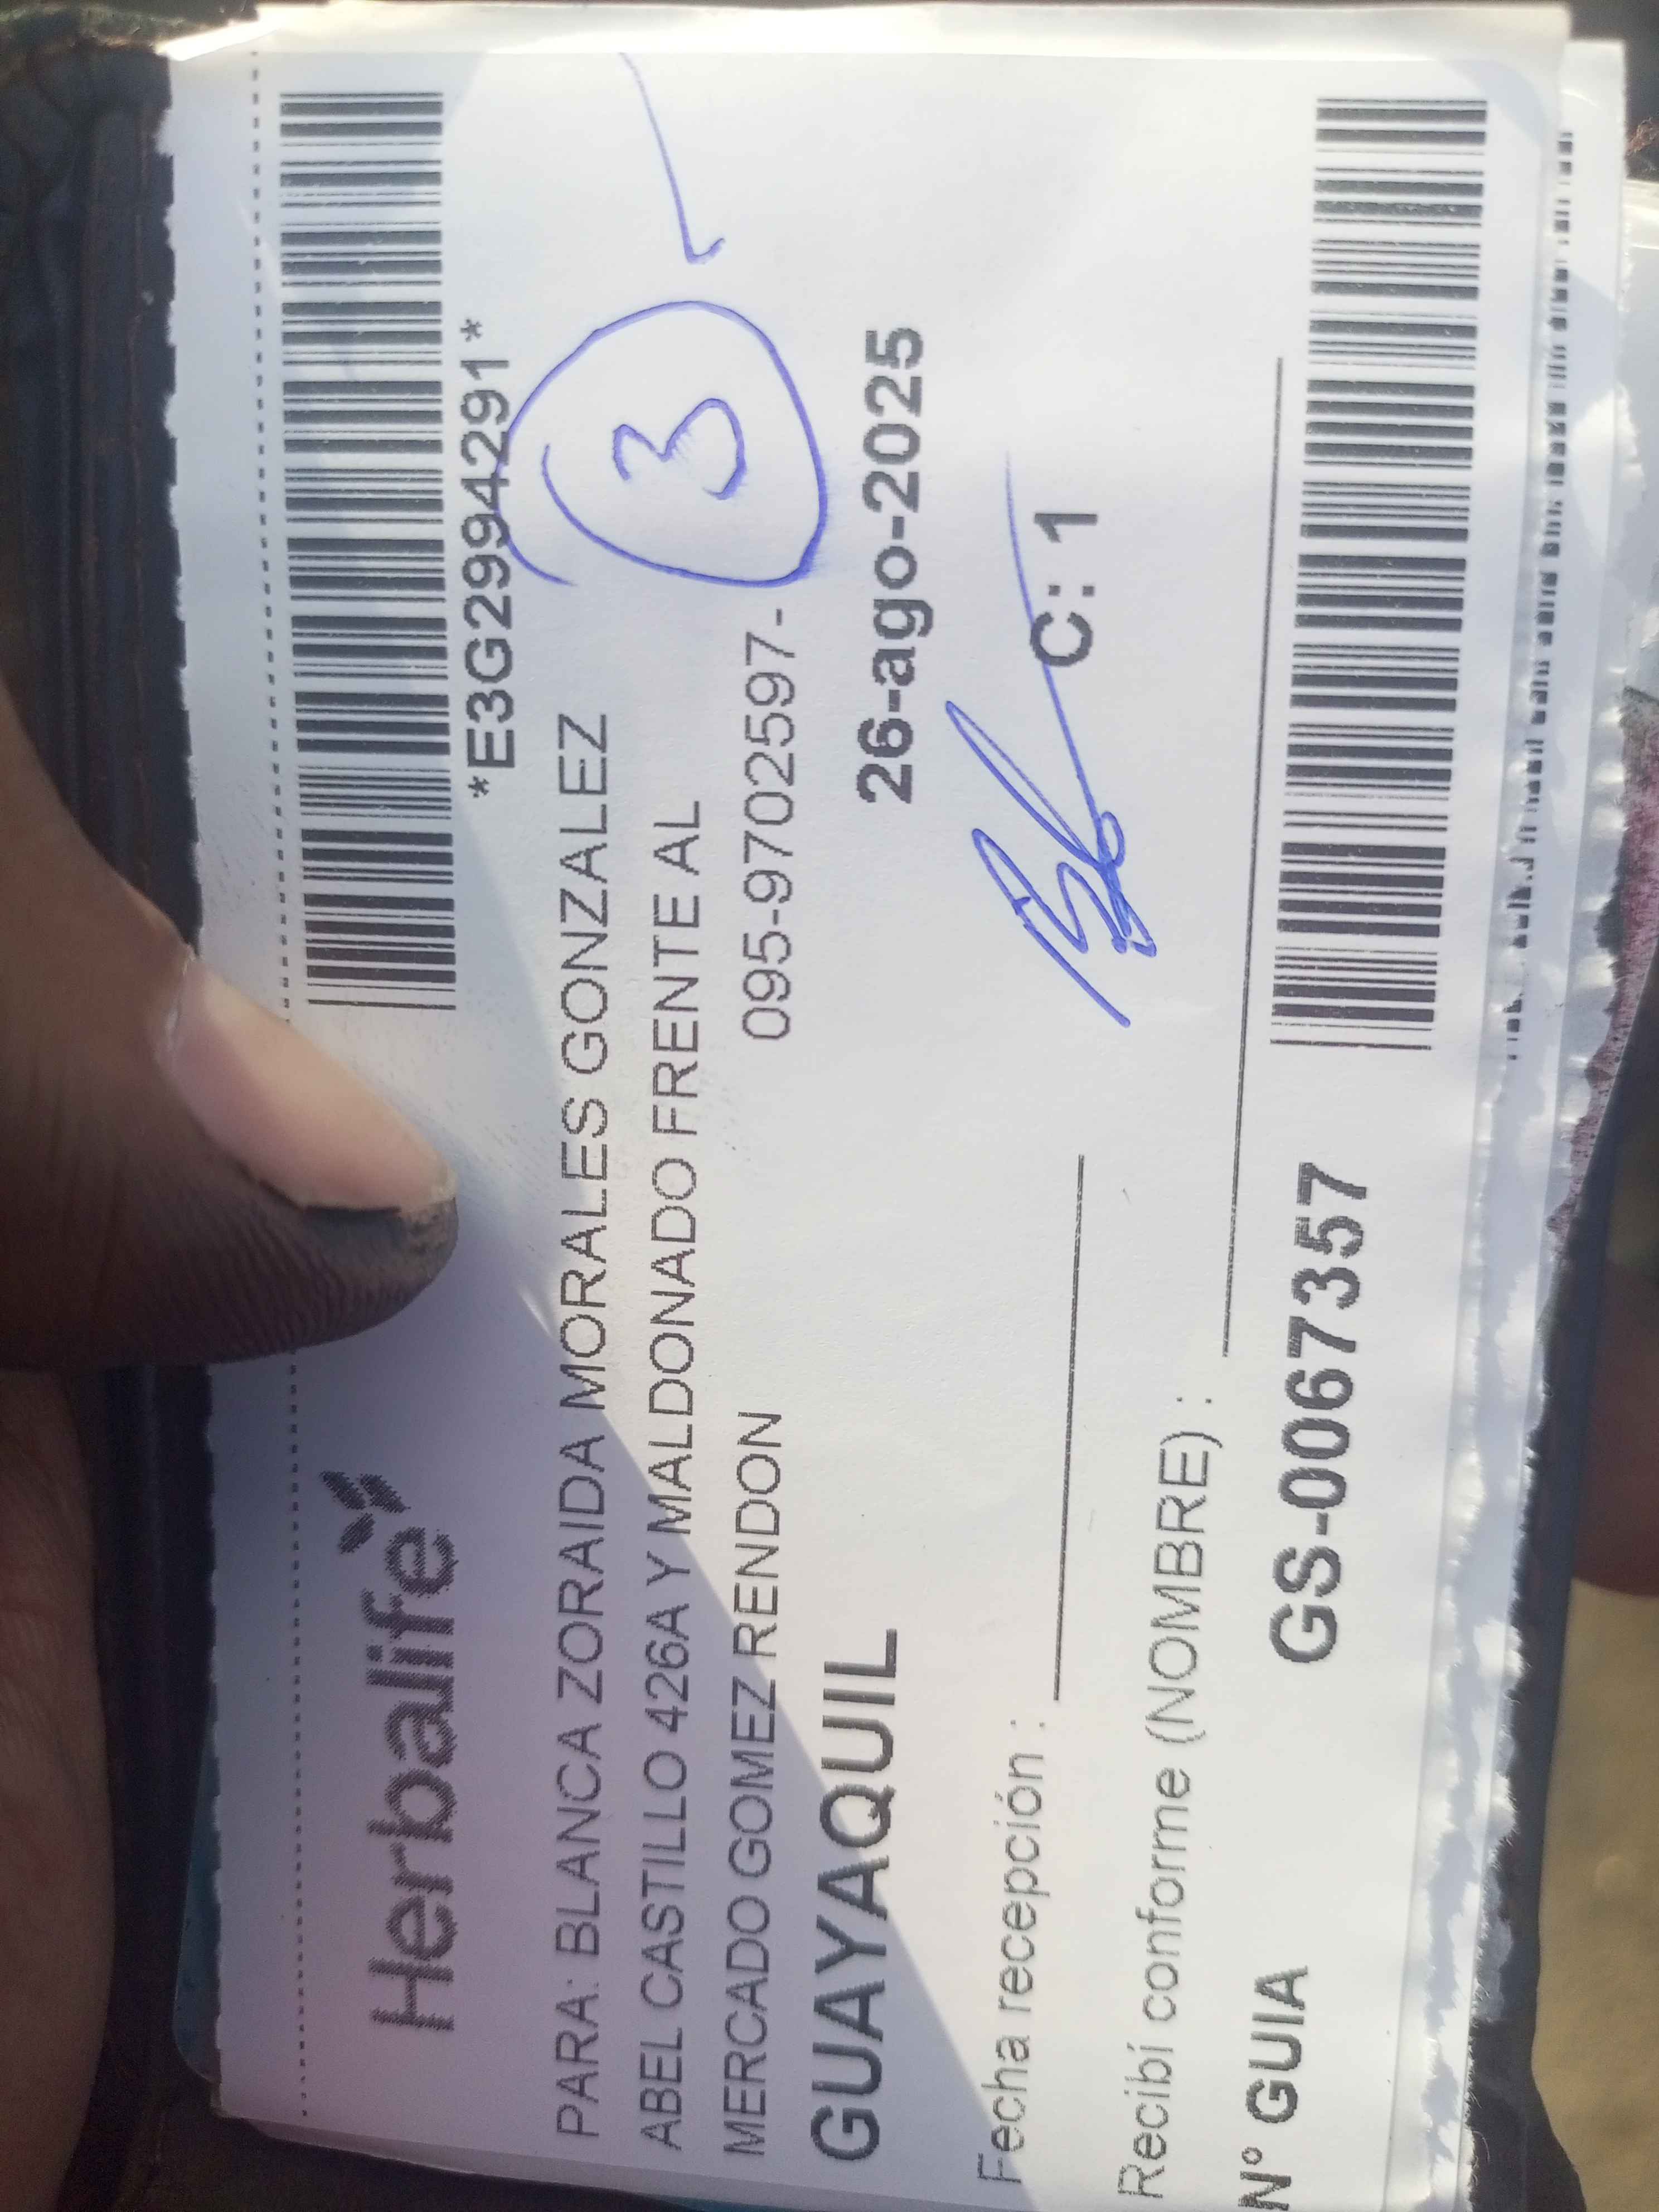 Herbalife
*E3G2994291*
PARA: BLANCA ZORAIDA MORALES GONZALEZ
ABEL CASTILLO 426A Y MALDONADO FRENTE AL
MERCADO GOMEZ RENDON 095-9702597-
3
GUAYAQUIL 26-ago-2025
Fecha recepción : C: 1
Recibí conforme (NOMBRE) :
N° GUIA GS-0067357